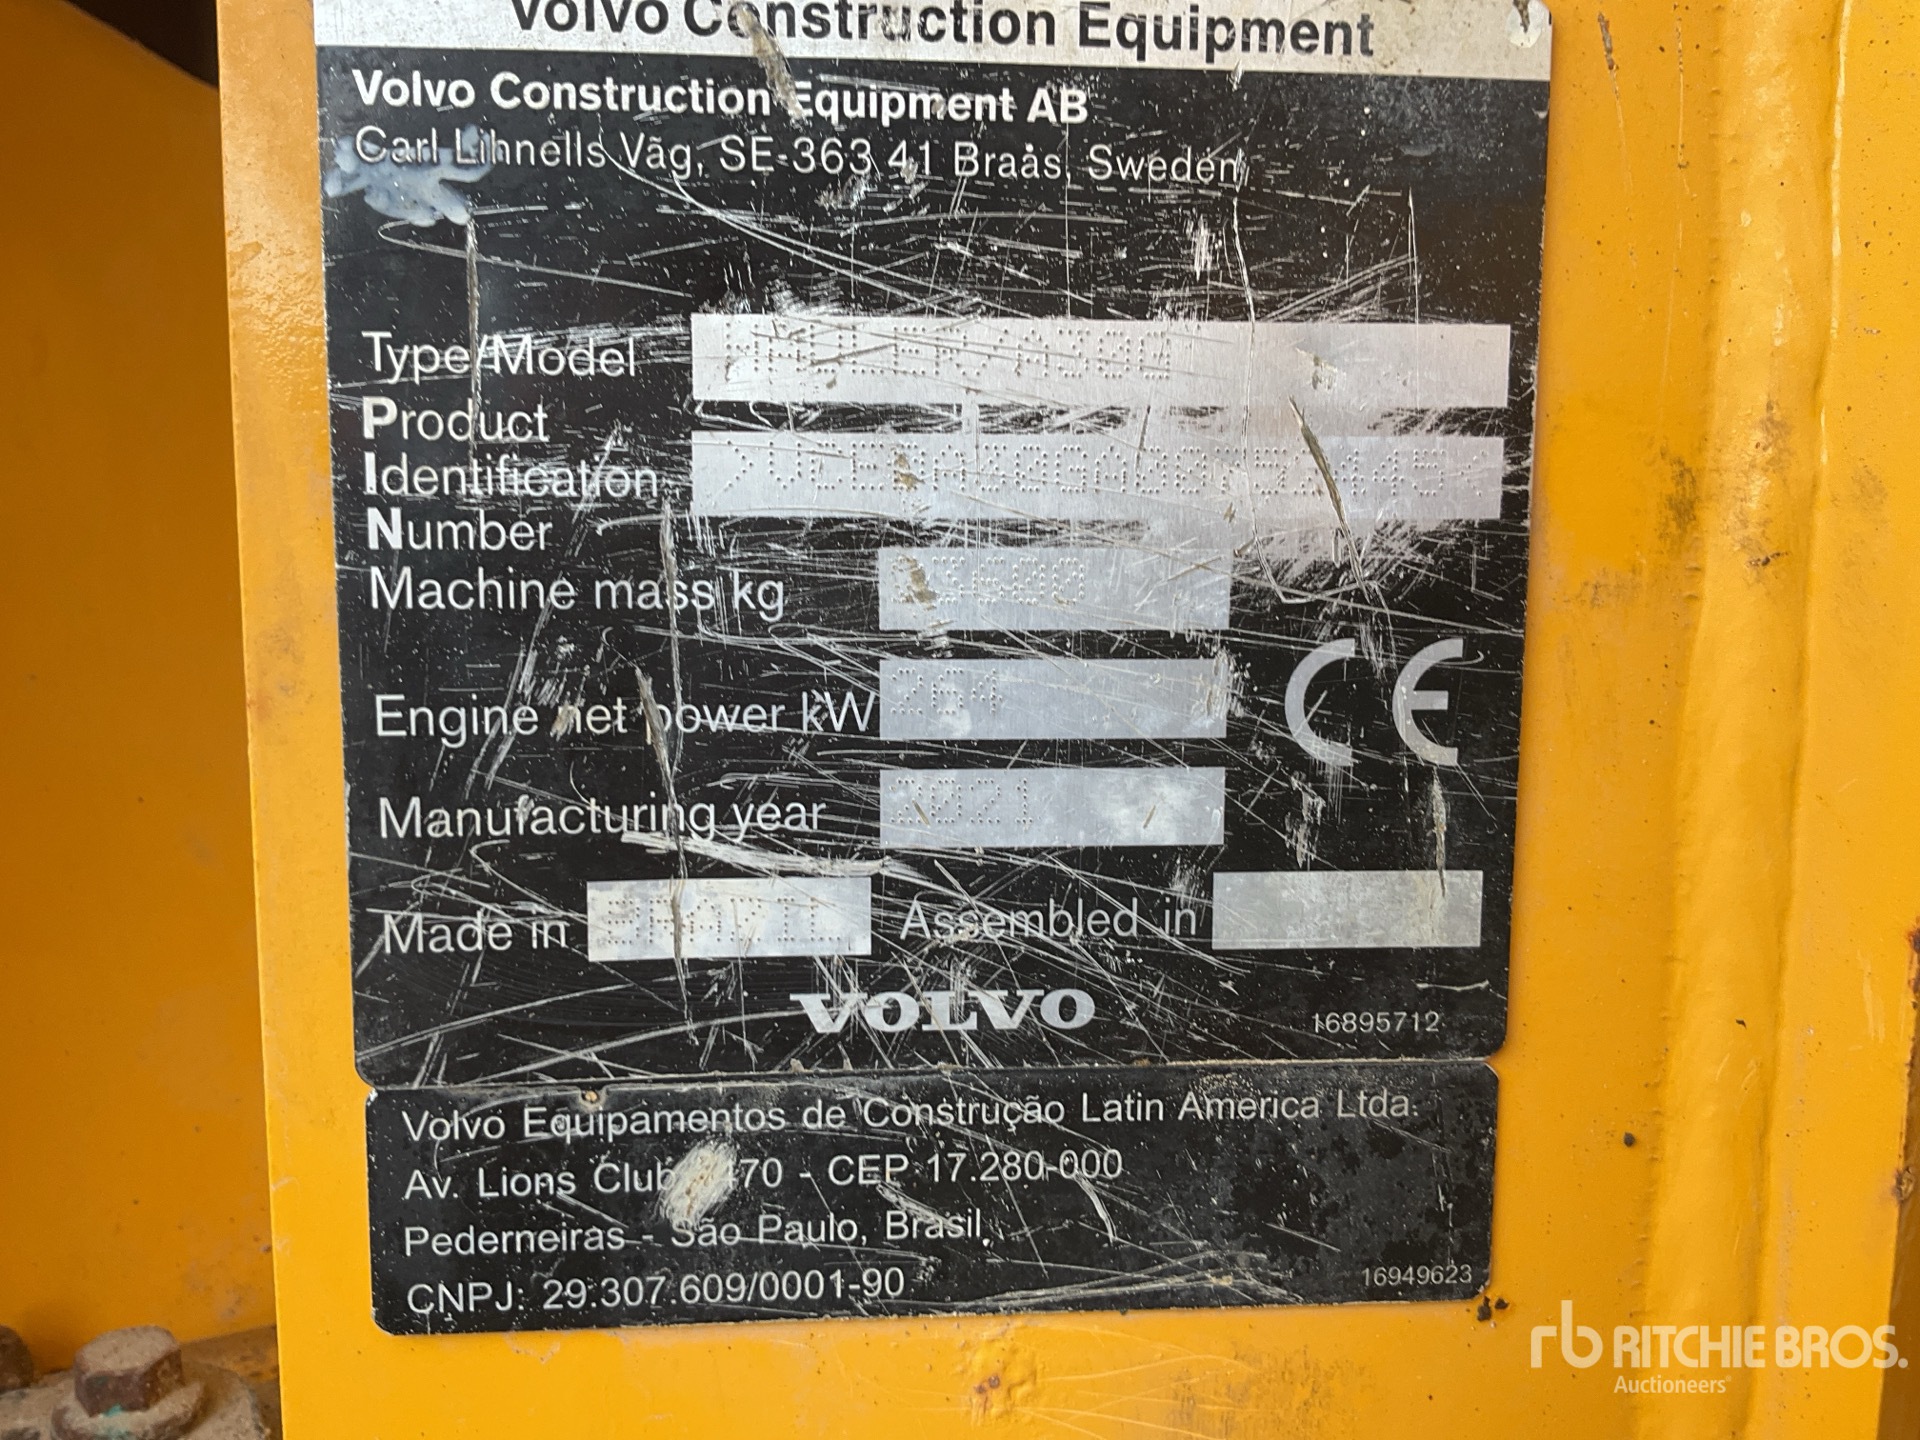 Volvo Construction Equipment
Volvo Construction Equipment AB
Carl Lihnells Väg, SE-363 41 Braås, Sweden
Type/Model
Product
Identification
Number
Machine mass kg
Engine net power kW 264
Manufacturing year 2021
Made in BRAZIL Assembled in
CE
VOLVO
16895712
Volvo Equipamentos de Construção Latin America Ltda.
Av. Lions Club 70 - CEP 17.280-000
Pederneiras - São Paulo, Brasil
CNPJ: 29.307.609/0001-90
16949623
rb RITCHIE BROS.
Auctioneers